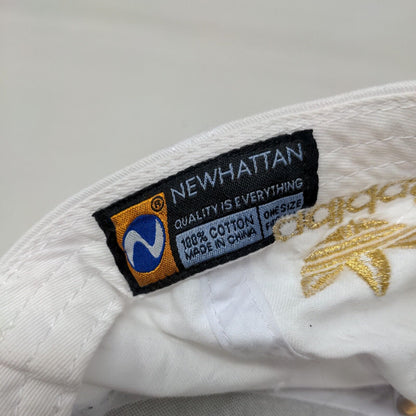 NEWHATTAN
QUALITY IS EVERYTHING
®
100% COTTON
MADE IN CHINA
ONE SIZE
adidas